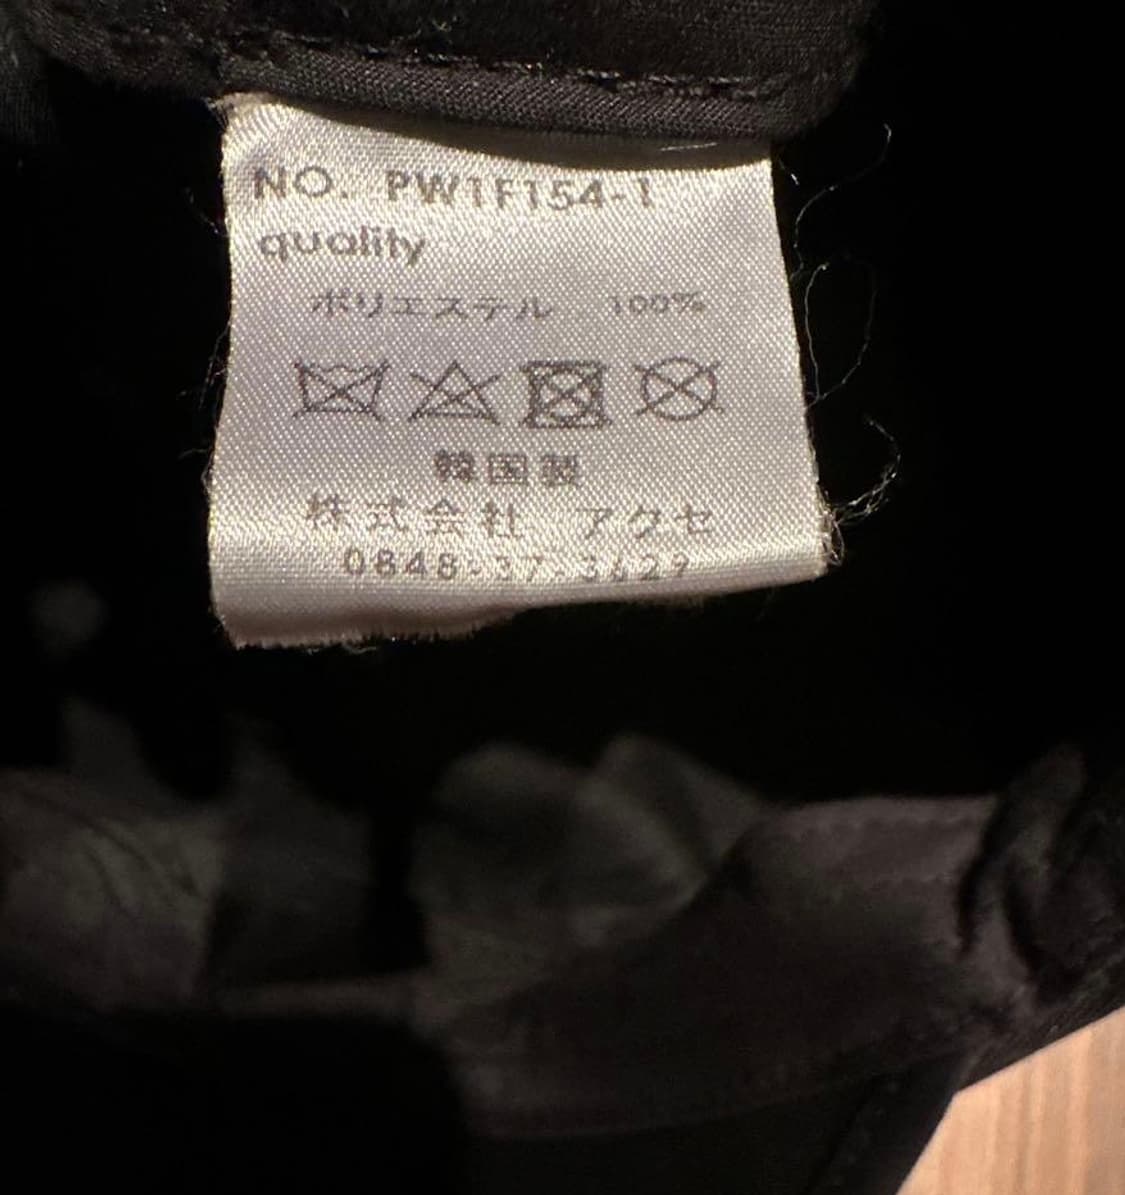 NO. PW1F154-1
quality
ポリエステル 100%
韓国製
株式会社 アクセ
0848-37-3629